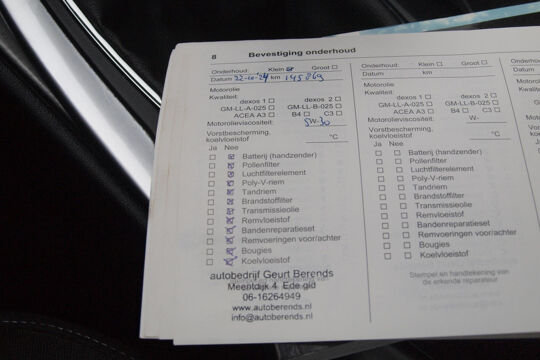 8 Bevestiging onderhoud
Onderhoud: Klein Groot
Datum km 145869
Motorolie
Kwaliteit:
dexos 1 dexos 2
GM-LL-A-025 GM-LL-B-025
ACEA A3 B4 C3
Motorolieviscositeit: 5W-30
Vorstbescherming,
koelvloeistof °C
Ja Nee
Batterij (handzender)
Pollenfilter
Luchtfilterelement
Poly-V-riem
Tandriem
Brandstoffilter
Transmissieolie
Remvloeistof
Bandenreparatieset
Remvoeringen voor/achter
Bougies
Koelvloeistof
autobedrijf Geurt Berends
Meentdijk 4 Ede gld
06-16264949
www.autoberends.nl
info@autoberends.nl
Onderhoud: Klein Groot
Datum km
Motorolie
Kwaliteit:
dexos 1 dexos 2
GM-LL-A-025 GM-LL-B-025
ACEA A3 B4 C3
Motorolieviscositeit: W-
Vorstbescherming,
koelvloeistof °C
Ja Nee
Batterij (handzender)
Pollenfilter
Luchtfilterelement
Poly-V-riem
Tandriem
Brandstoffilter
Transmissieolie
Remvloeistof
Bandenreparatieset
Remvoeringen voor/achter
Bougies
Koelvloeistof
Stempel en handtekening van
de erkende reparateur